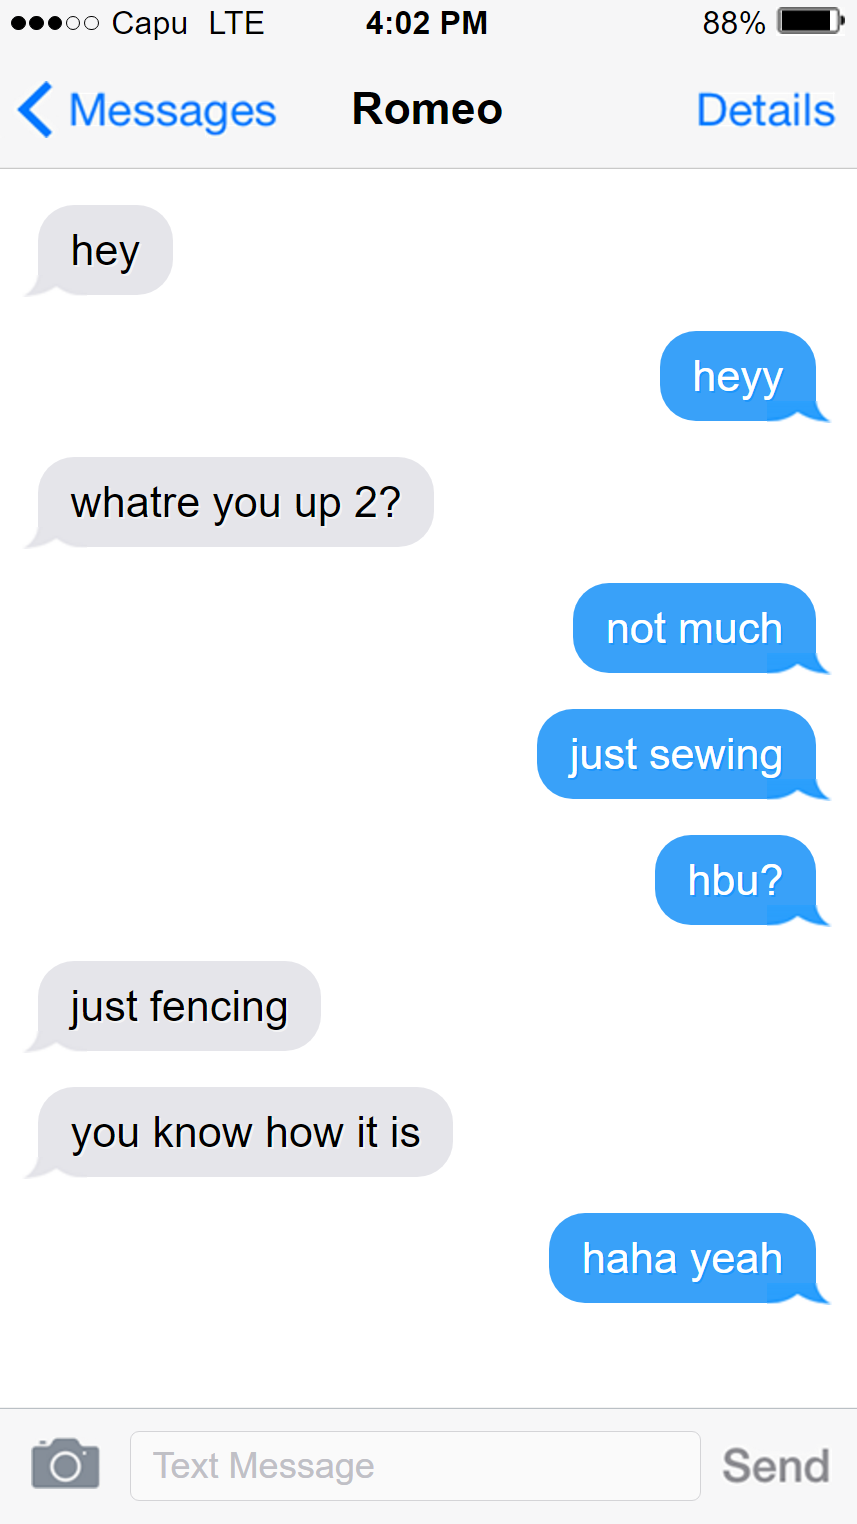 Capu LTE 4:02 PM 88%
Messages Romeo Details
hey
heyy
whatre you up 2?
not much
just sewing
hbu?
just fencing
you know how it is
haha yeah
Text Message Send